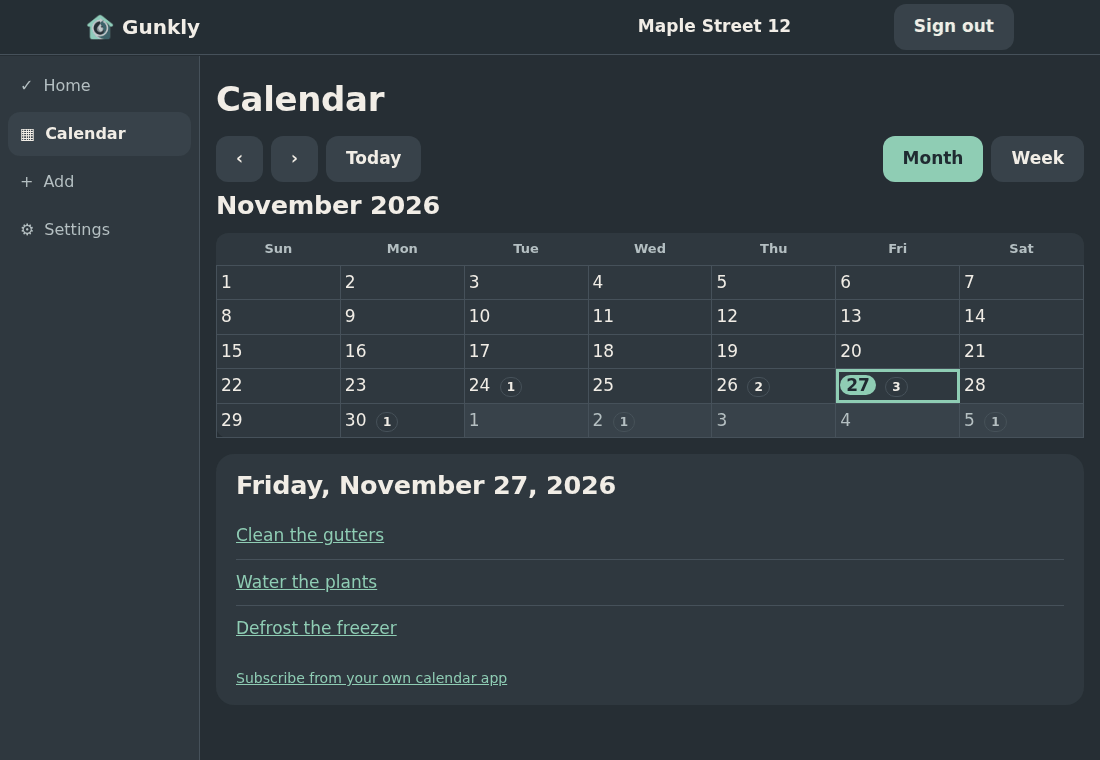 Gunkly
Maple Street 12
Sign out
✓ Home
▦ Calendar
+ Add
⚙ Settings
Calendar
‹ › Today Month Week
November 2026
Sun Mon Tue Wed Thu Fri Sat
1 2 3 4 5 6 7
8 9 10 11 12 13 14
15 16 17 18 19 20 21
22 23 24 1 25 26 2 27 3 28
29 30 1 1 2 1 3 4 5 1
Friday, November 27, 2026
Clean the gutters
Water the plants
Defrost the freezer
Subscribe from your own calendar app